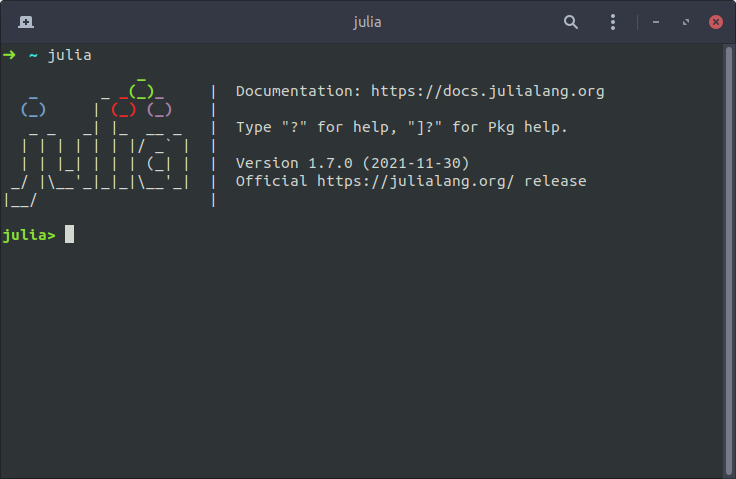 julia
➜  ~ julia
               _
   _       _ _(_)_     |  Documentation: https://docs.julialang.org
  (_)     | (_) (_)    |
   _ _   _| |_  __ _   |  Type "?" for help, "]?" for Pkg help.
  | | | | | | |/ _` |  |
  | | |_| | | | (_| |  |  Version 1.7.0 (2021-11-30)
 _/ |\__'_|_|_|\__'_|  |  Official https://julialang.org/ release
|__/                   |
julia>